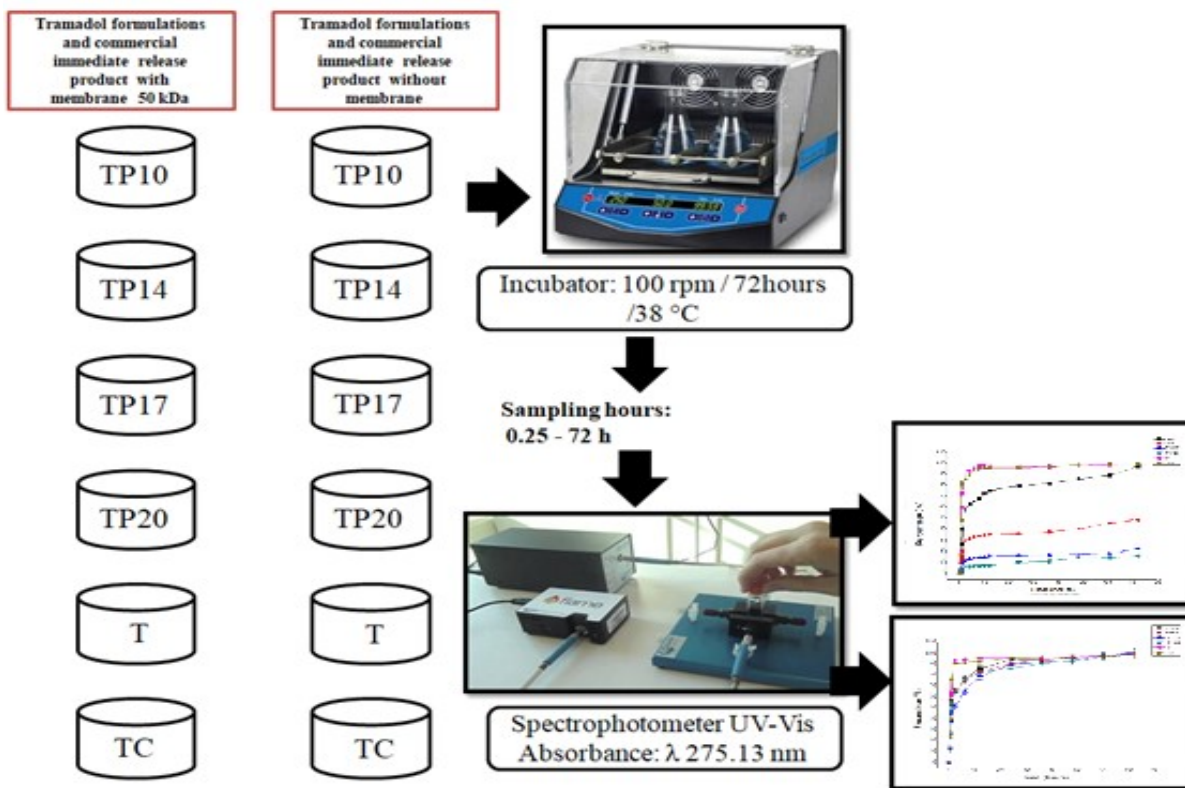 Tramadol formulations
and commercial
immediate release
product with
membrane 50 kDa
Tramadol formulations
and commercial
immediate release
product without
membrane
TP10
TP10
TP14
TP14
TP17
TP17
TP20
TP20
T
T
TC
TC
Incubator: 100 rpm / 72hours
/38 °C
Sampling hours:
0.25 - 72 h
flame
Spectrophotometer UV-Vis
Absorbance: λ 275.13 nm